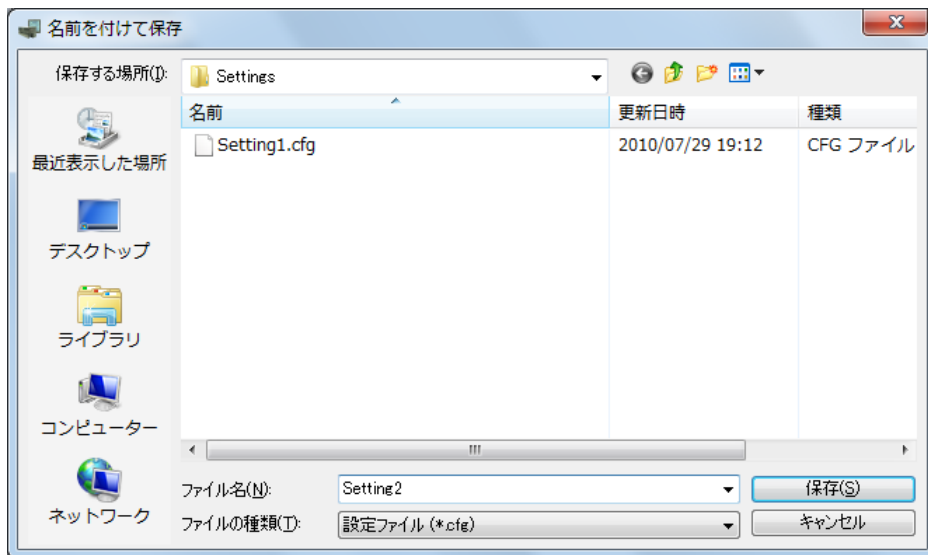 名前を付けて保存
保存する場所(I):
Settings
最近表示した場所
デスクトップ
ライブラリ
コンピューター
ネットワーク
名前
更新日時
種類
Setting1.cfg
2010/07/29 19:12
CFG ファイル
ファイル名(N):
Setting2
保存(S)
ファイルの種類(T):
設定ファイル (*.cfg)
キャンセル